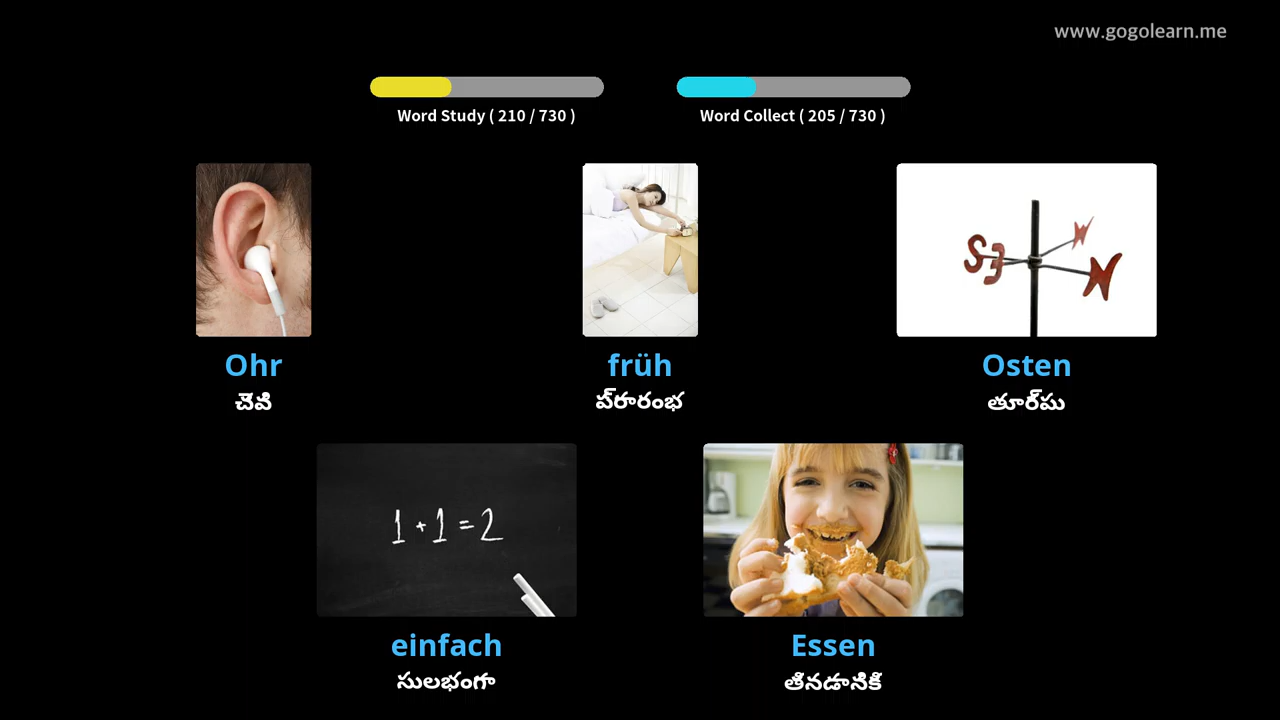 www.gogolearn.me
Word Study ( 210 / 730 )
Word Collect ( 205 / 730 )
Ohr
చెవి
früh
ప్రారంభ
Osten
తూర్పు
1 + 1 = 2
einfach
సులభంగా
Essen
తినడానికి